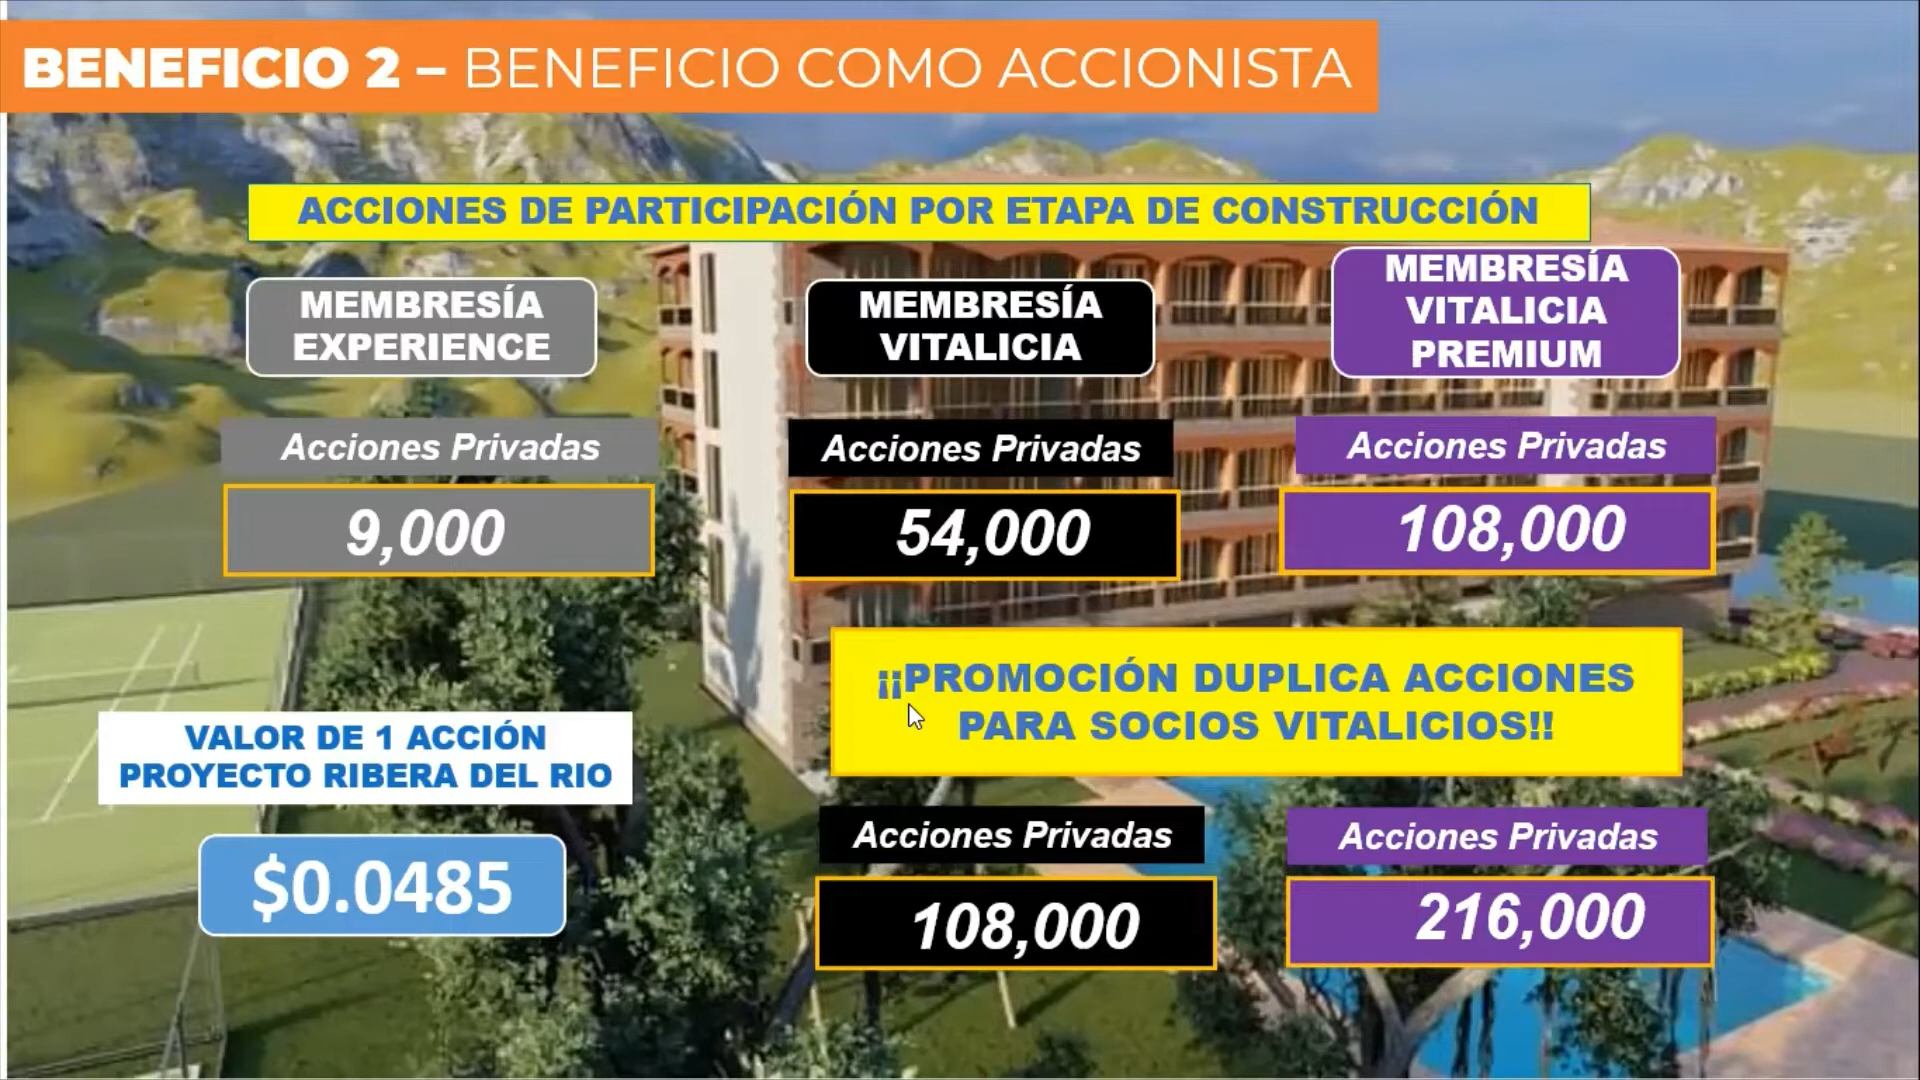 BENEFICIO 2 – BENEFICIO COMO ACCIONISTA
ACCIONES DE PARTICIPACIÓN POR ETAPA DE CONSTRUCCIÓN
MEMBRESÍA
EXPERIENCE
Acciones Privadas
9,000
MEMBRESÍA
VITALICIA
Acciones Privadas
54,000
MEMBRESÍA
VITALICIA
PREMIUM
Acciones Privadas
108,000
VALOR DE 1 ACCIÓN
PROYECTO RIBERA DEL RIO
$0.0485
¡¡PROMOCIÓN DUPLICA ACCIONES
PARA SOCIOS VITALICIOS!!
Acciones Privadas
108,000
Acciones Privadas
216,000